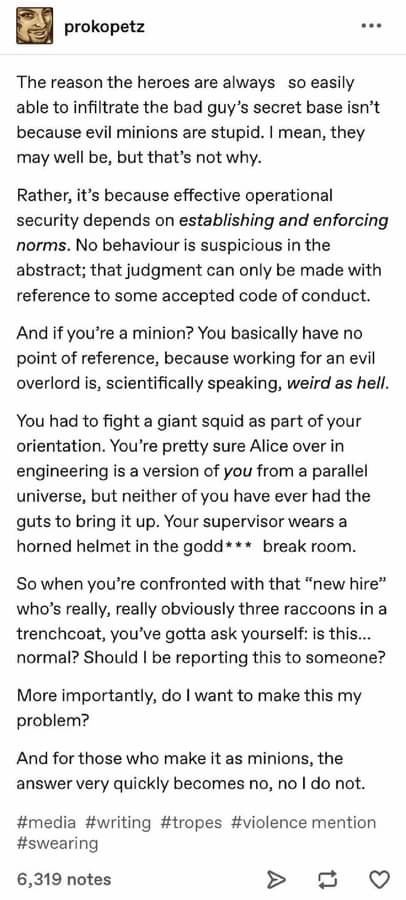 prokopetz
The reason the heroes are always so easily
able to infiltrate the bad guy's secret base isn't
because evil minions are stupid. I mean, they
may well be, but that's not why.
Rather, it's because effective operational
security depends on establishing and enforcing
norms. No behaviour is suspicious in the
abstract; that judgment can only be made with
reference to some accepted code of conduct.
And if you're a minion? You basically have no
point of reference, because working for an evil
overlord is, scientifically speaking, weird as hell.
You had to fight a giant squid as part of your
orientation. You're pretty sure Alice over in
engineering is a version of you from a parallel
universe, but neither of you have ever had the
guts to bring it up. Your supervisor wears a
horned helmet in the godd*** break room.
So when you're confronted with that "new hire"
who's really, really obviously three raccoons in a
trenchcoat, you've gotta ask yourself: is this...
normal? Should I be reporting this to someone?
More importantly, do I want to make this my
problem?
And for those who make it as minions, the
answer very quickly becomes no, no I do not.
#media #writing #tropes #violence mention
#swearing
6,319 notes